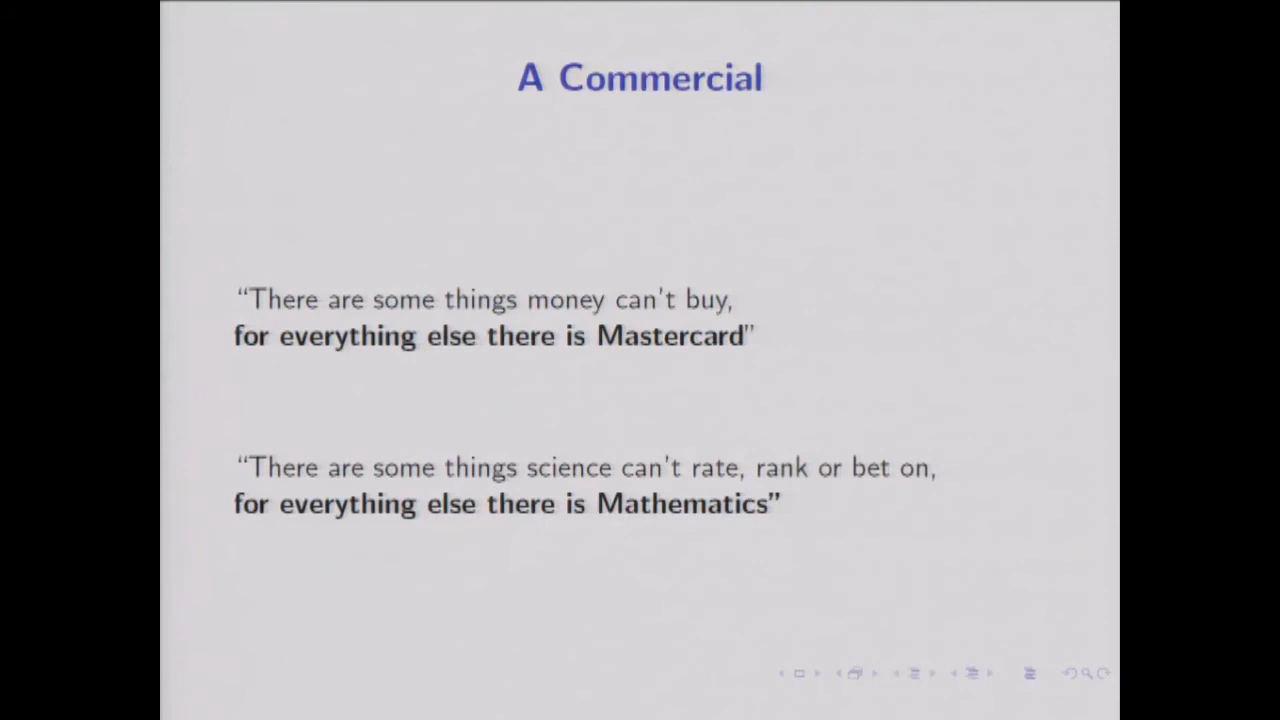 A Commercial
“There are some things money can’t buy,
for everything else there is Mastercard”
“There are some things science can’t rate, rank or bet on,
for everything else there is Mathematics”